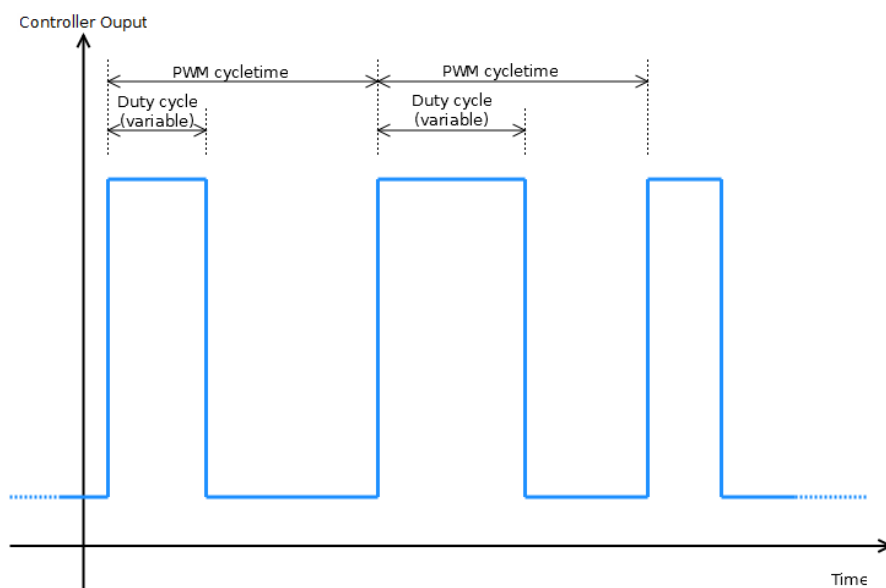 Controller Ouput
PWM cycletime
PWM cycletime
Duty cycle
(variable)
Duty cycle
(variable)
Time